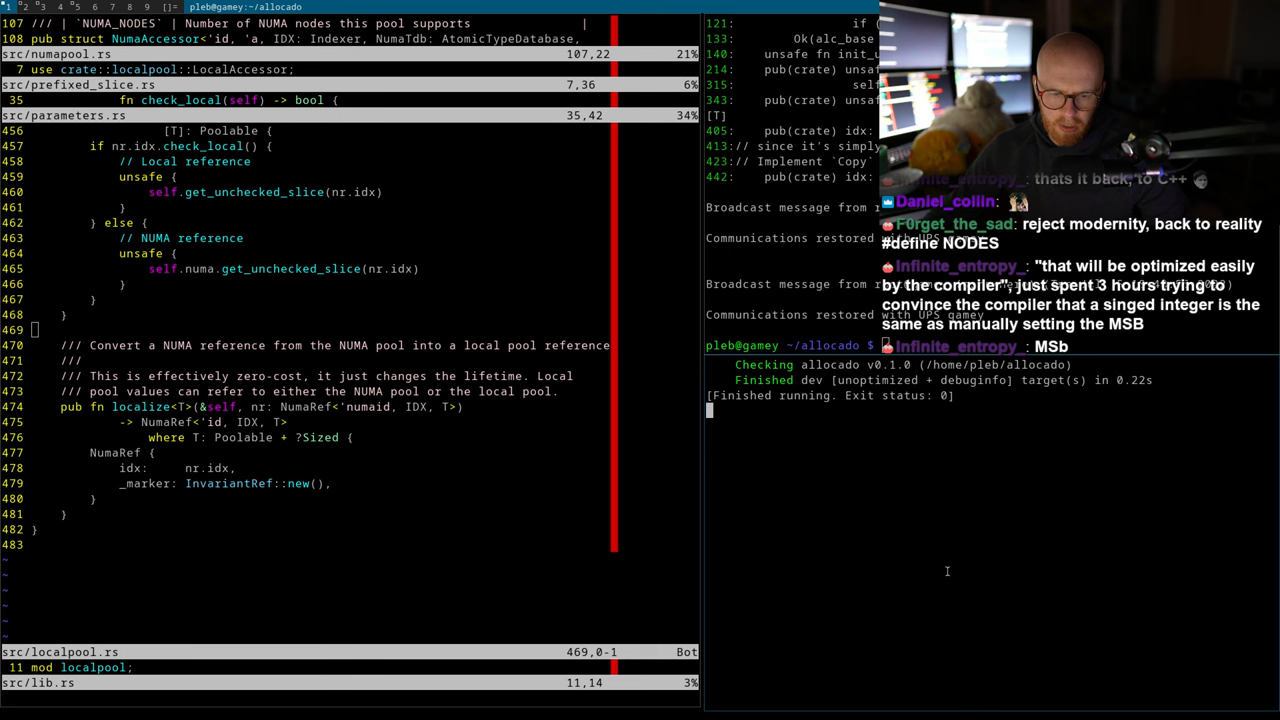 1 2 3 4 5 6 7 8 9 []= pleb@gamey:~/allocado
107 /// | `NUMA_NODES` | Number of NUMA nodes this pool supports |
108 pub struct NumaAccessor<'id, 'a, IDX: Indexer, NumaTdb: AtomicTypeDatabase,
src/numapool.rs 107,22 21%
7 use crate::localpool::LocalAccessor;
src/prefixed_slice.rs 7,36 6%
35 fn check_local(self) -> bool {
src/parameters.rs 35,42 34%
456 [T]: Poolable {
457 if nr.idx.check_local() {
458 // Local reference
459 unsafe {
460 self.get_unchecked_slice(nr.idx)
461 }
462 } else {
463 // NUMA reference
464 unsafe {
465 self.numa.get_unchecked_slice(nr.idx)
466 }
467 }
468 }
469
470 /// Convert a NUMA reference from the NUMA pool into a local pool reference
471 ///
472 /// This is effectively zero-cost, it just changes the lifetime. Local
473 /// pool values can refer to either the NUMA pool or the local pool.
474 pub fn localize<T>(&self, nr: NumaRef<'numaid, IDX, T>)
475 -> NumaRef<'id, IDX, T>
476 where T: Poolable + ?Sized {
477 NumaRef {
478 idx: nr.idx,
479 _marker: InvariantRef::new(),
480 }
481 }
482 }
483
~
~
~
~
~
~
src/localpool.rs 469,0-1 Bot
11 mod localpool;
src/lib.rs 11,14 3%
121: if (
133: Ok(alc_base
140: unsafe fn init_u
214: pub(crate) unsaf
315: self
343: pub(crate) unsaf
[T]
405: pub(crate) idx:
413:// since it's simply
423:// Implement `Copy`
442: pub(crate) idx:
Broadcast message from r
Communications restored with UPS gamey
Broadcast message from
Communications restored with UPS gamey
pleb@gamey ~/allocado $
Checking allocado v0.1.0 (/home/pleb/allocado)
Finished dev [unoptimized + debuginfo] target(s) in 0.22s
[Finished running. Exit status: 0]
Infinite_entropy_: thats it back, to C++
Daniel_collin:
F0rget_the_sad: reject modernity, back to reality
#define NODES
Infinite_entropy_: "that will be optimized easily
by the compiler", just spent 3 hours trying to
convince the compiler that a singed integer is the
same as manually setting the MSB
Infinite_entropy_: MSb